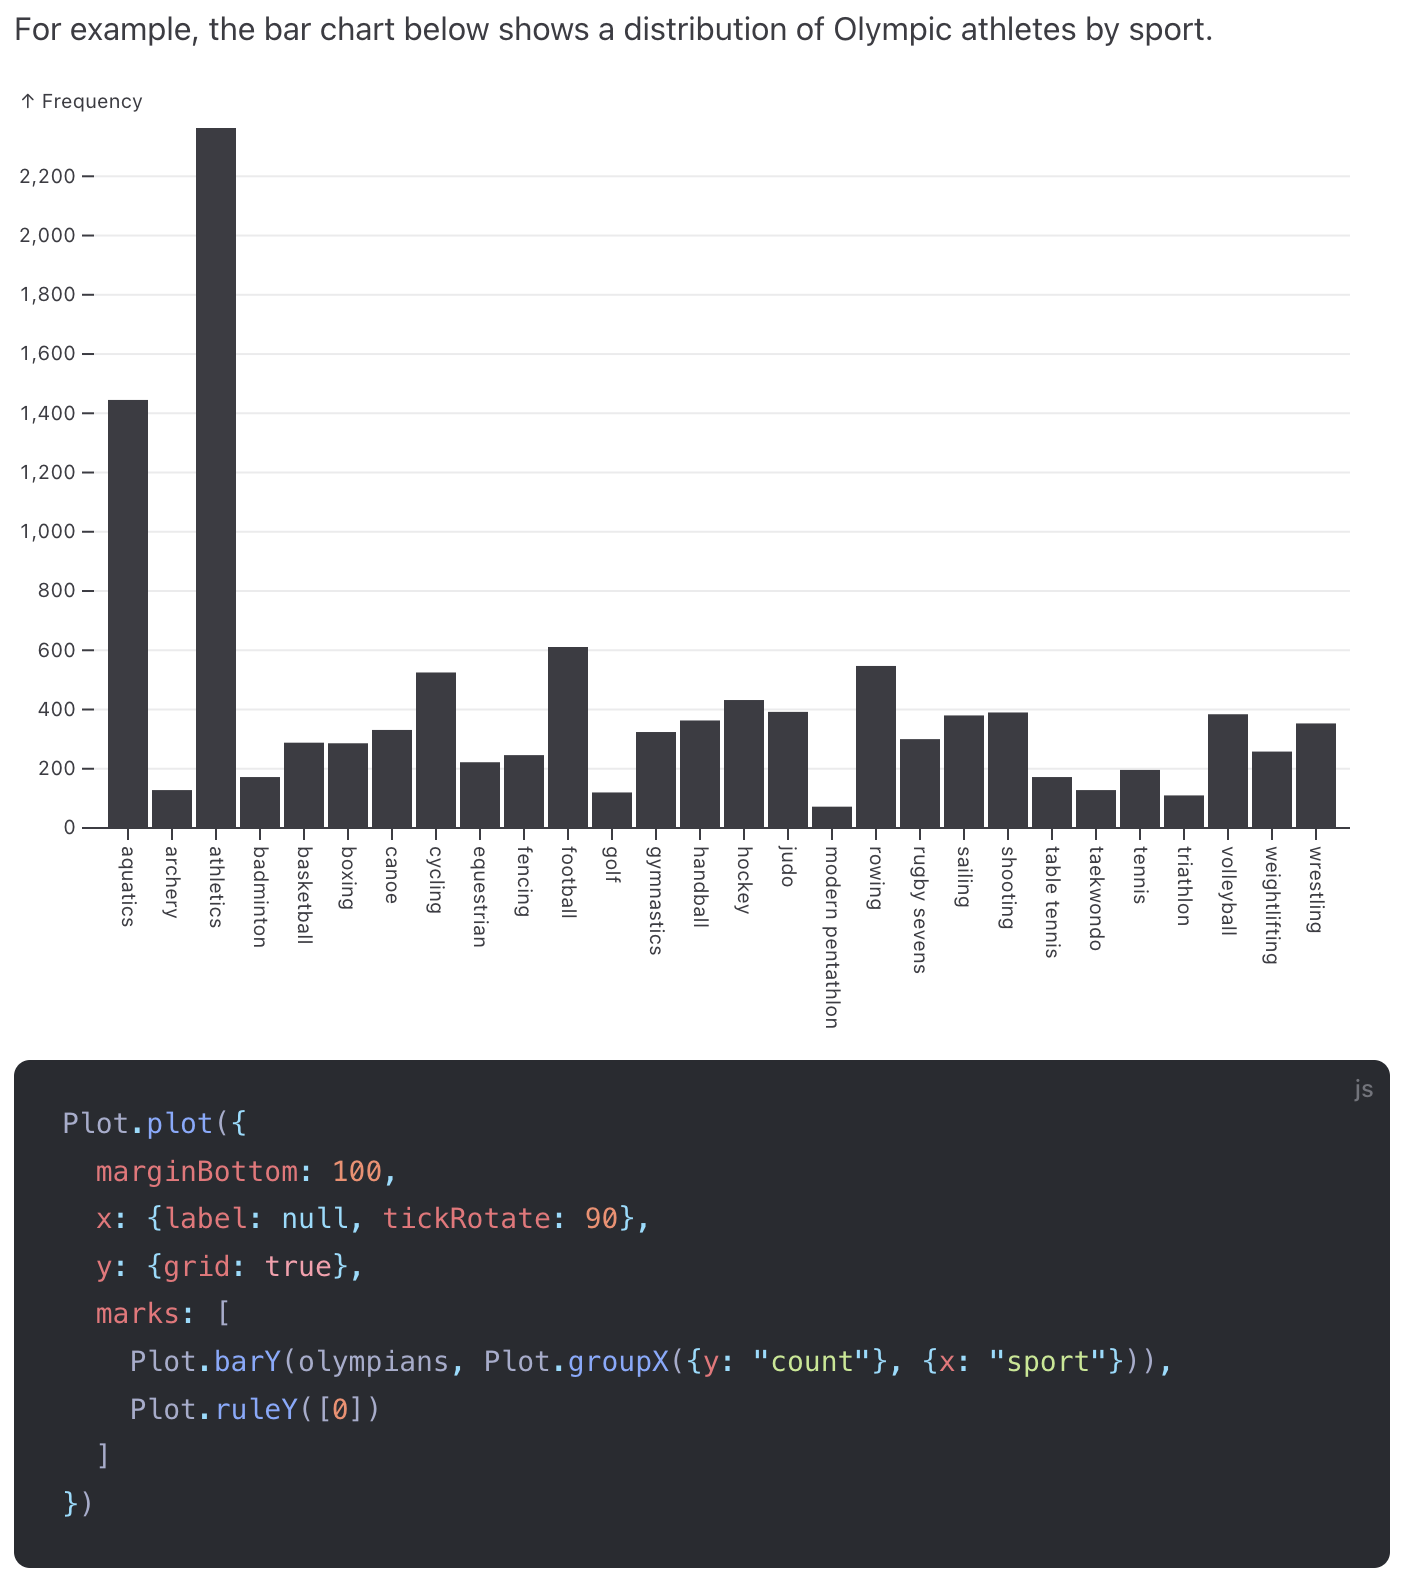 For example, the bar chart below shows a distribution of Olympic athletes by sport.
↑ Frequency
2,200
2,000
1,800
1,600
1,400
1,200
1,000
800
600
400
200
0
aquatics
archery
athletics
badminton
basketball
boxing
canoe
cycling
equestrian
fencing
football
golf
gymnastics
handball
hockey
judo
modern pentathlon
rowing
rugby sevens
sailing
shooting
table tennis
taekwondo
tennis
triathlon
volleyball
weightlifting
wrestling
js
Plot.plot({
  marginBottom: 100,
  x: {label: null, tickRotate: 90},
  y: {grid: true},
  marks: [
    Plot.barY(olympians, Plot.groupX({y: "count"}, {x: "sport"})),
    Plot.ruleY([0])
  ]
})